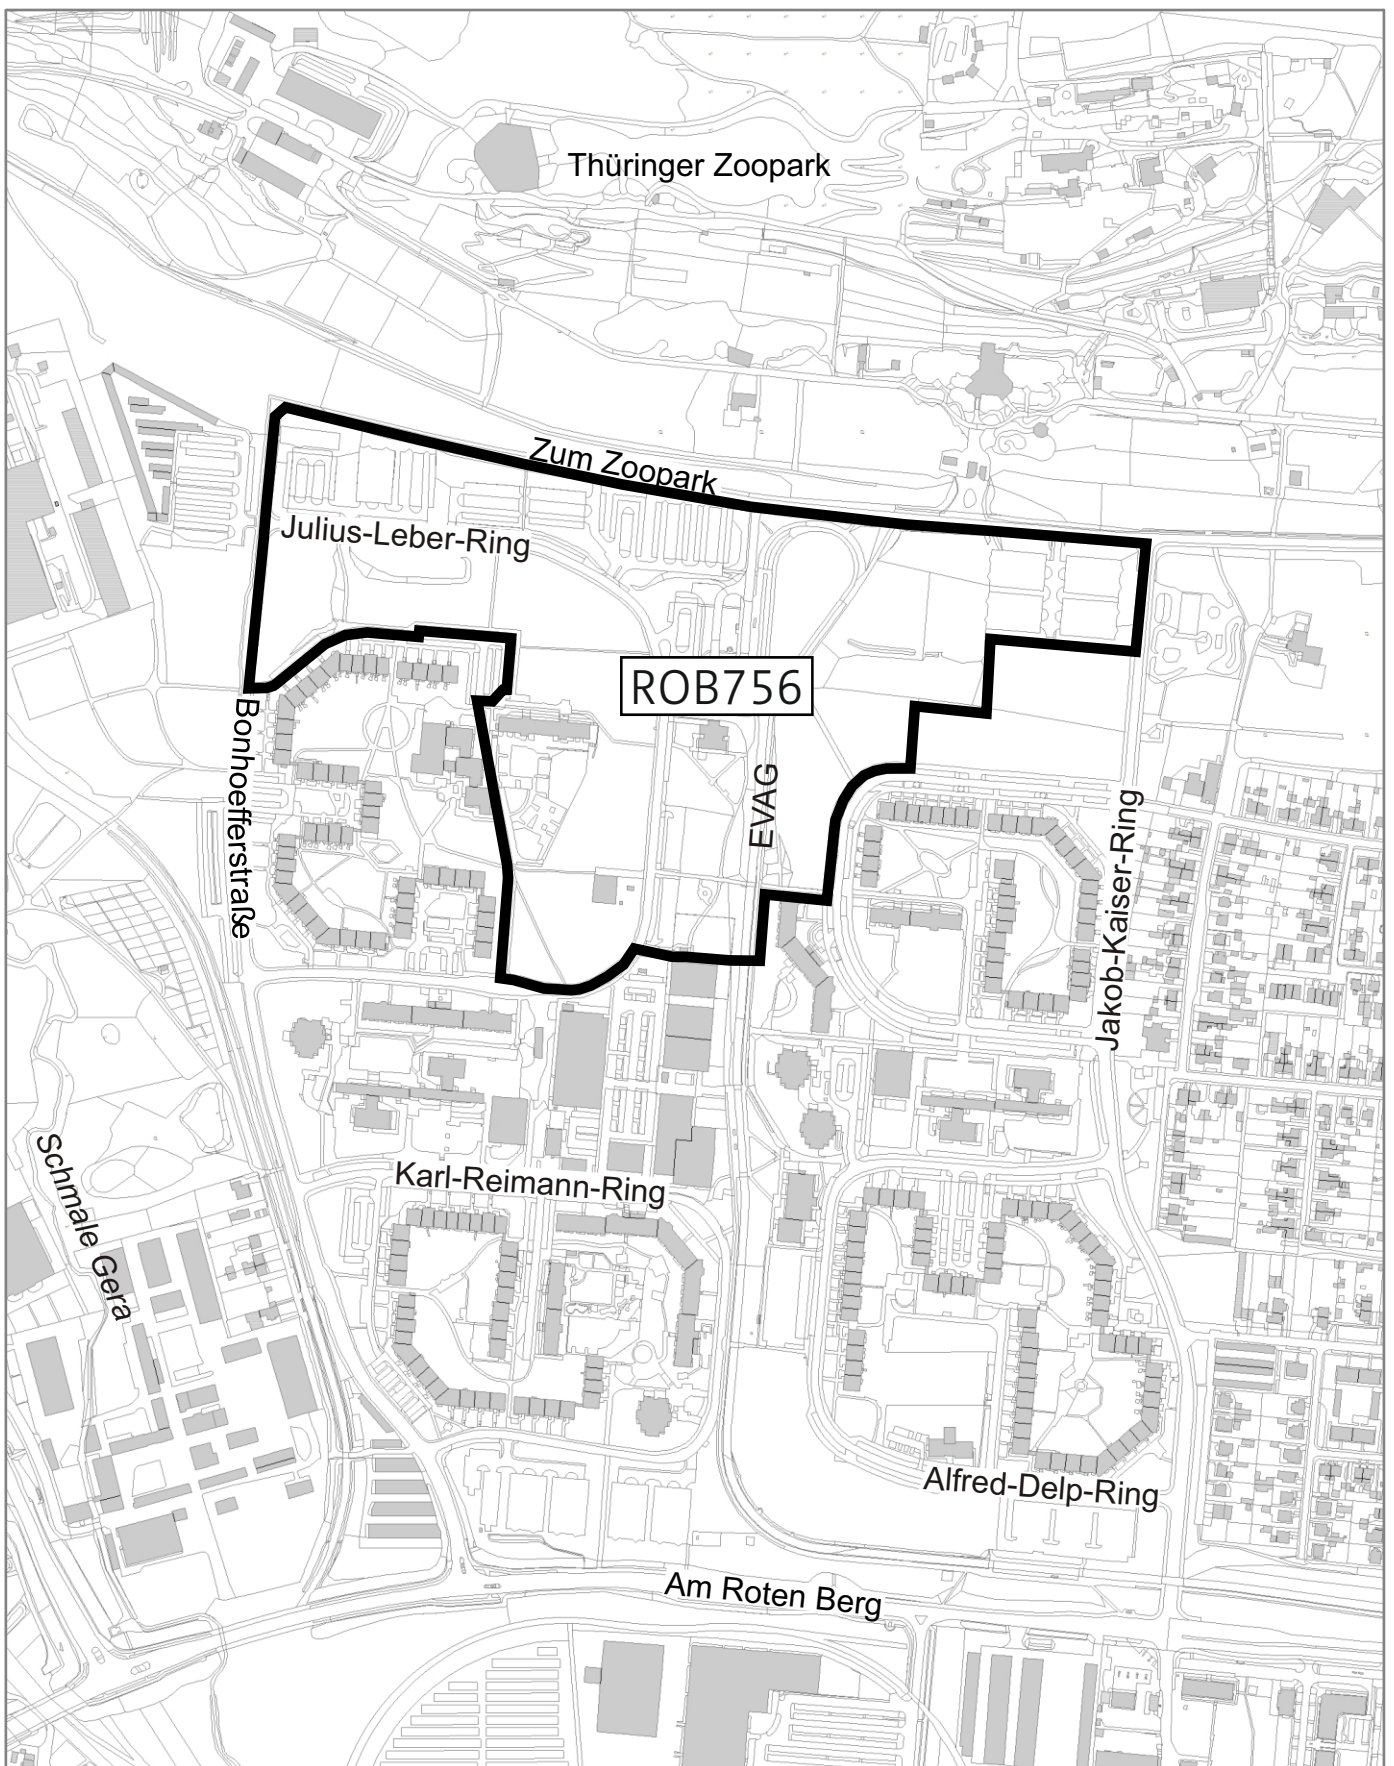 Thüringer Zoopark
Zum Zoopark
Julius-Leber-Ring
ROB756
Bonhoefferstraße
EVAG
Jakob-Kaiser-Ring
Schmale Gera
Karl-Reimann-Ring
Alfred-Delp-Ring
Am Roten Berg